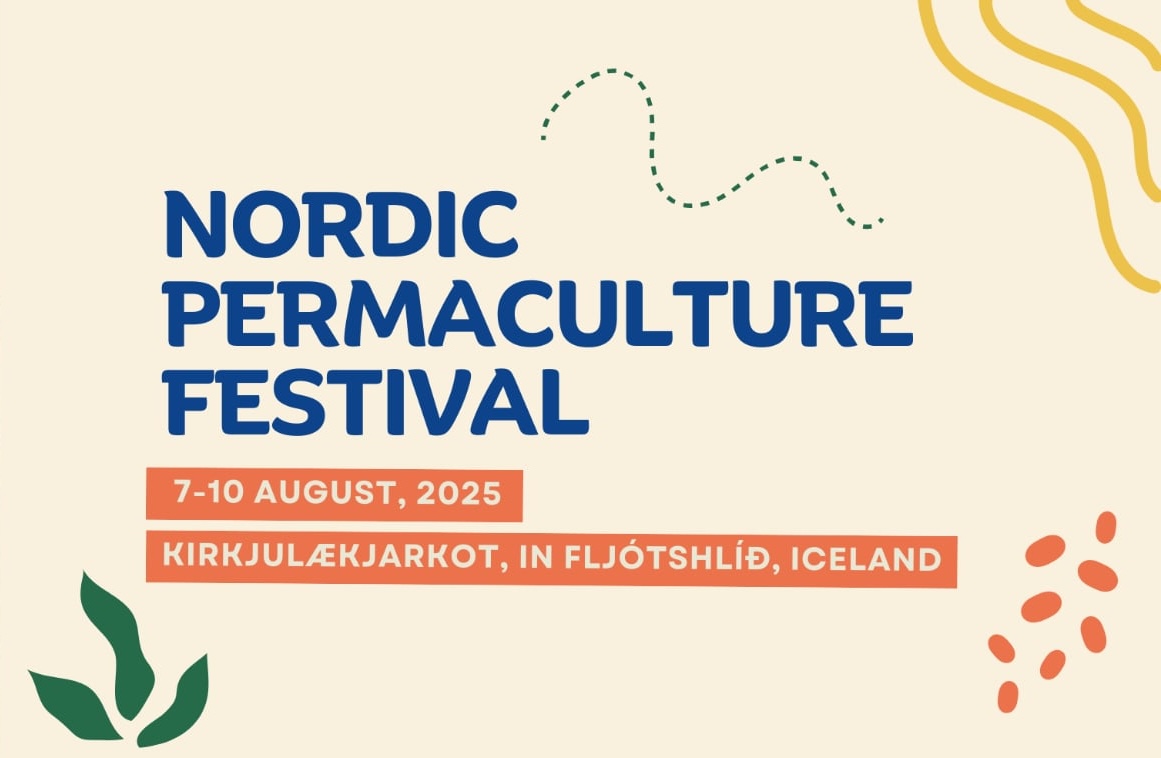 NORDIC
PERMACULTURE
FESTIVAL
7-10 AUGUST, 2025
KIRKJULÆKJARKOT, IN FLJÓTSHLÍÐ, ICELAND